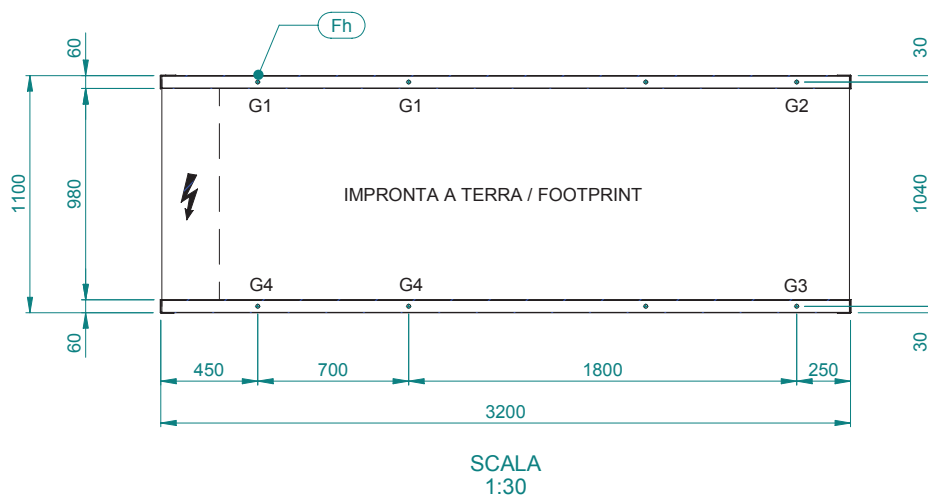 Fh
60
30
G1
G1
G2
1100
980
IMPRONTA A TERRA / FOOTPRINT
1040
G4
G4
G3
60
30
450
700
1800
250
3200
SCALA
1:30